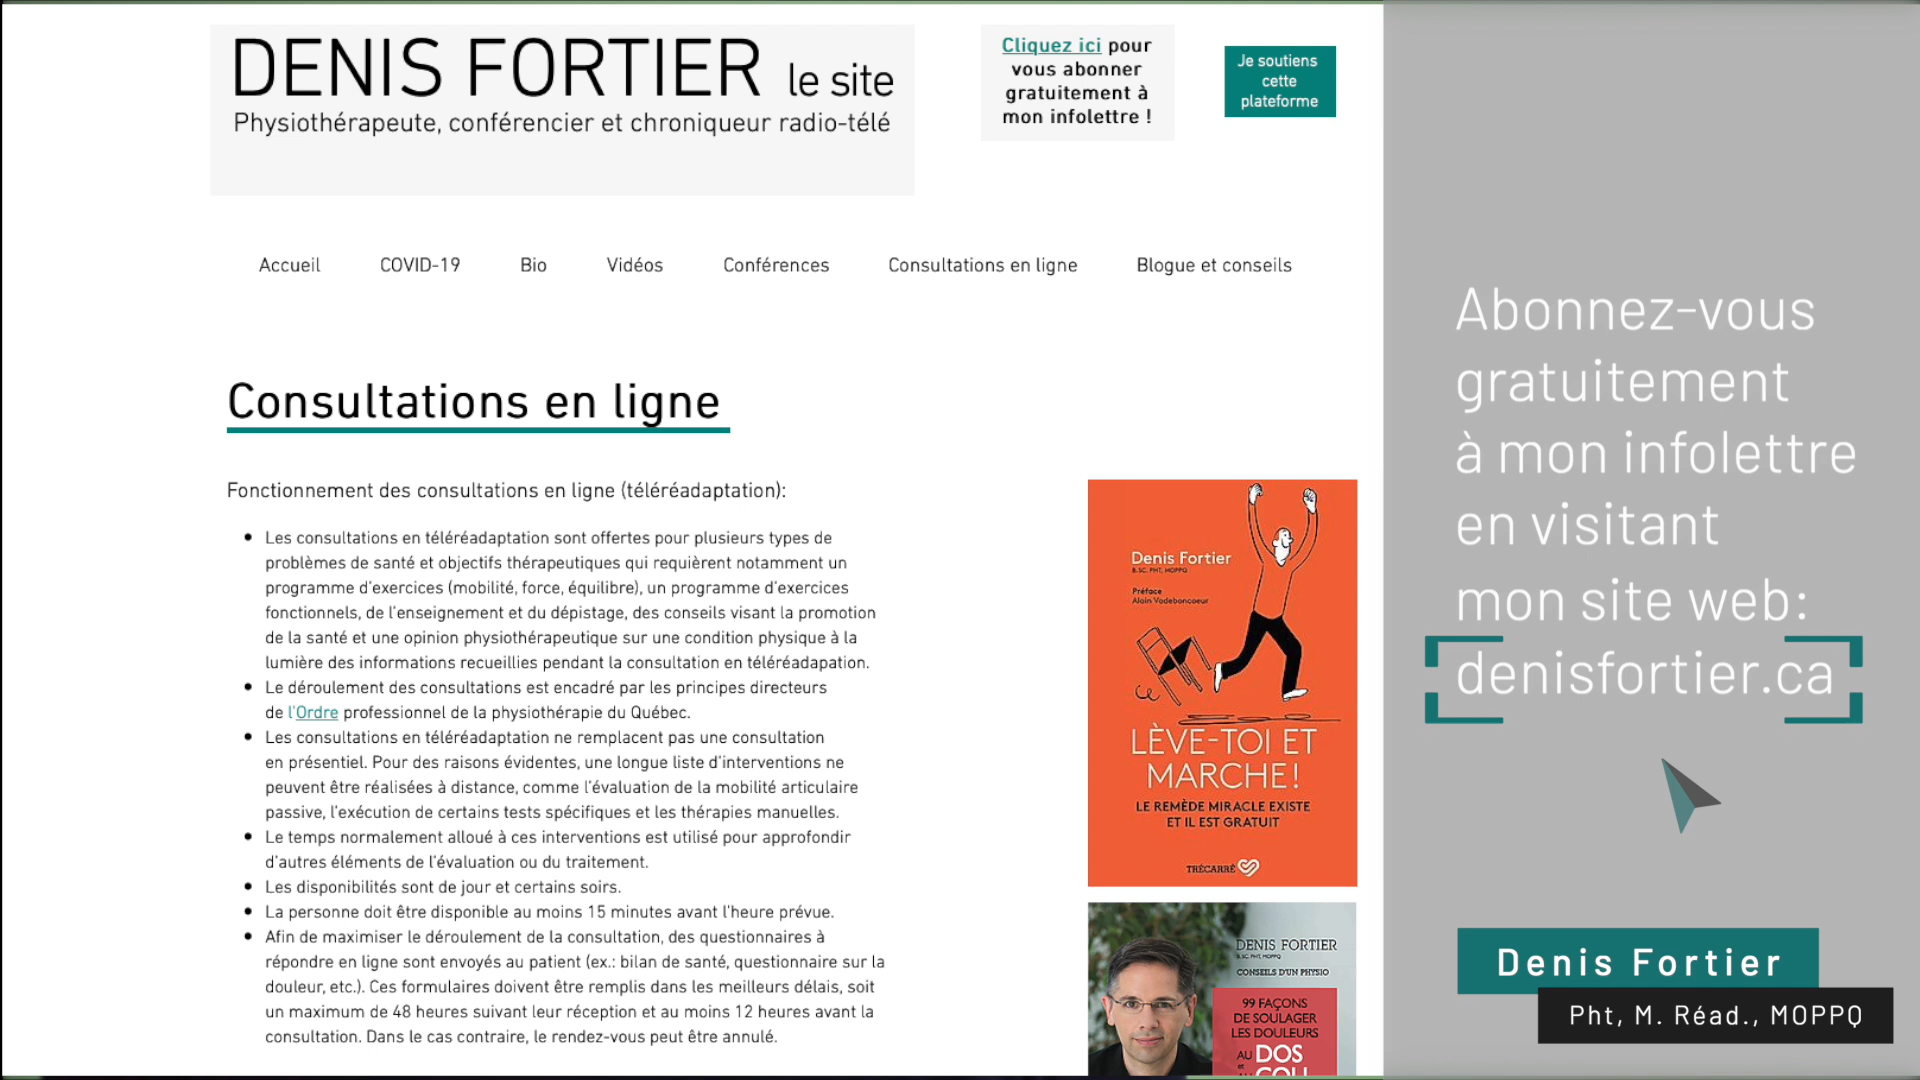 DENIS FORTIER le site
Physiothérapeute, conférencier et chroniqueur radio-télé
Cliquez ici pour
vous abonner
gratuitement à
mon infolettre !
Je soutiens
cette
plateforme
Accueil COVID-19 Bio Vidéos Conférences Consultations en ligne Blogue et conseils
Consultations en ligne
Fonctionnement des consultations en ligne (téléréadaptation):
• Les consultations en téléréadaptation sont offertes pour plusieurs types de
problèmes de santé et objectifs thérapeutiques qui requièrent notamment un
programme d'exercices (mobilité, force, équilibre), un programme d'exercices
fonctionnels, de l'enseignement et du dépistage, des conseils visant la promotion
de la santé et une opinion physiothérapeutique sur une condition physique à la
lumière des informations recueillies pendant la consultation en téléréadapation.
• Le déroulement des consultations est encadré par les principes directeurs
de l'Ordre professionnel de la physiothérapie du Québec.
• Les consultations en téléréadaptation ne remplacent pas une consultation
en présentiel. Pour des raisons évidentes, une longue liste d'interventions ne
peuvent être réalisées à distance, comme l'évaluation de la mobilité articulaire
passive, l'exécution de certains tests spécifiques et les thérapies manuelles.
• Le temps normalement alloué à ces interventions est utilisé pour approfondir
d'autres éléments de l'évaluation ou du traitement.
• Les disponibilités sont de jour et certains soirs.
• La personne doit être disponible au moins 15 minutes avant l'heure prévue.
• Afin de maximiser le déroulement de la consultation, des questionnaires à
répondre en ligne sont envoyés au patient (ex.: bilan de santé, questionnaire sur la
douleur, etc.). Ces formulaires doivent être remplis dans les meilleurs délais, soit
un maximum de 48 heures suivant leur réception et au moins 12 heures avant la
consultation. Dans le cas contraire, le rendez-vous peut être annulé.
Denis Fortier
B.SC. PHT, MOPPQ
Préface
Alain Vadeboncoeur
LÈVE-TOI ET
MARCHE!
LE REMÈDE MIRACLE EXISTE
ET IL EST GRATUIT
TRÉCARRÉ
DENIS FORTIER
B.SC. PHT, MOPPQ
CONSEILS D'UN PHYSIO
99 FAÇONS
DE SOULAGER
LES DOULEURS
AU DOS
et
AU COU
Abonnez-vous
gratuitement
à mon infolettre
en visitant
mon site web:
denisfortier.ca
Denis Fortier
Pht, M. Réad., MOPPQ